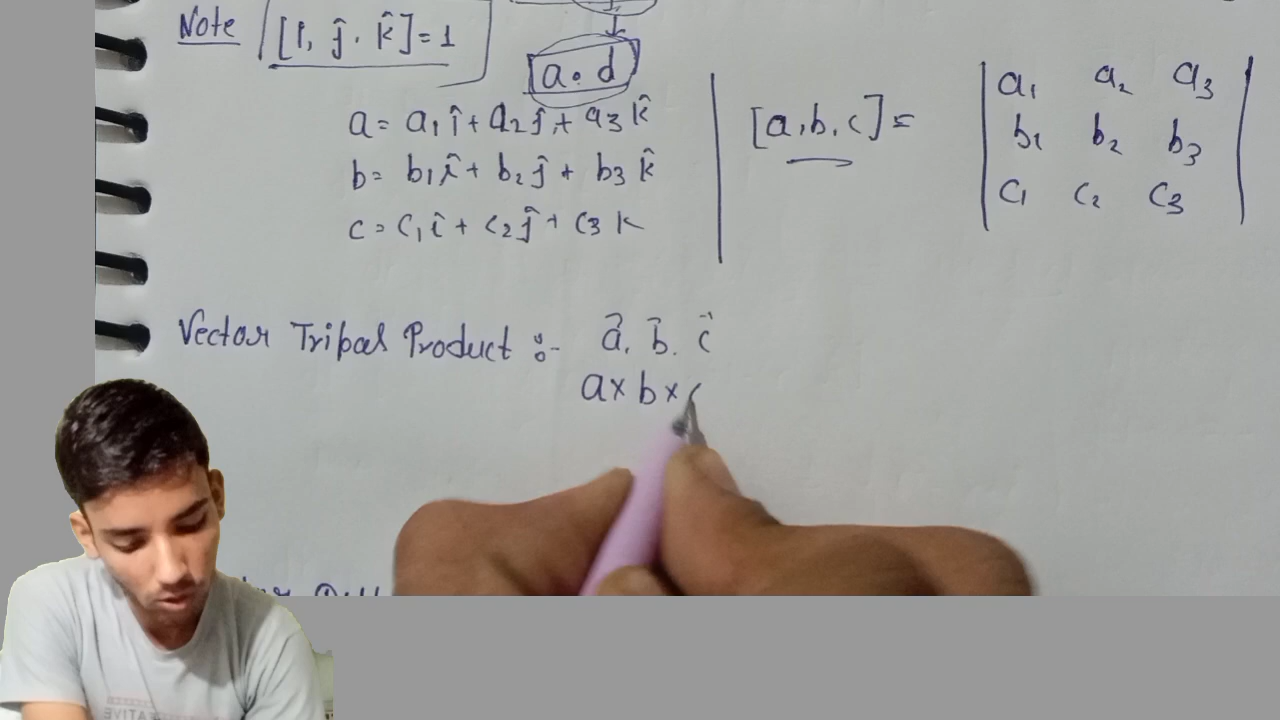 Note [î, ĵ, k̂]=1
a.d
a= a₁ î+ a₂ ĵ+ a₃ k̂
b= b₁ î+ b₂ ĵ + b₃ k̂
c= c₁ î + c₂ ĵ + c₃ k
[a,b,c]=
a₁ a₂ a₃
b₁ b₂ b₃
c₁ c₂ c₃
Vector Tripal Product :- a⃗, b⃗. c⃗
a x b x